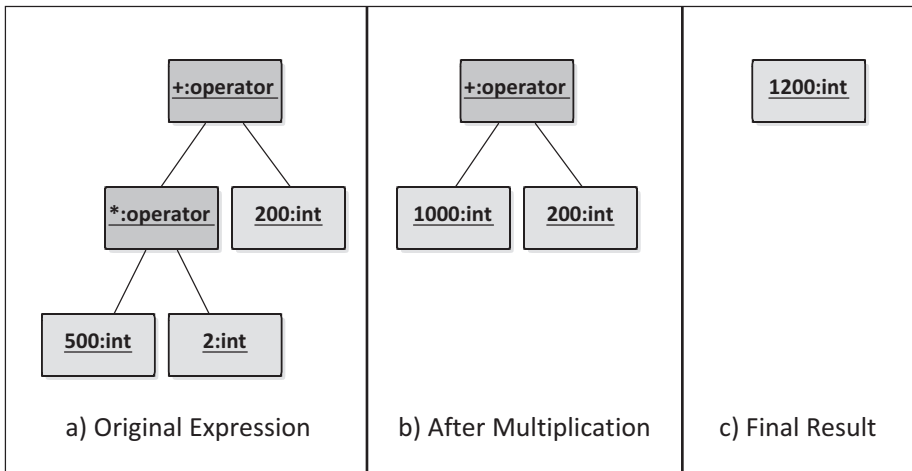 +:operator
*:operator
200:int
500:int
2:int
a) Original Expression
+:operator
1000:int
200:int
b) After Multiplication
1200:int
c) Final Result